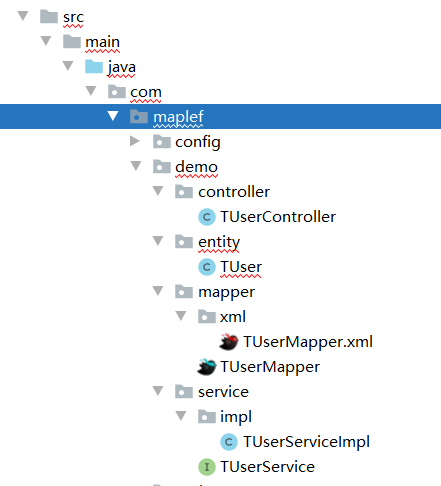 src
main
java
com
maplef
config
demo
controller
TUserController
entity
TUser
mapper
xml
TUserMapper.xml
TUserMapper
service
impl
TUserServiceImpl
TUserService